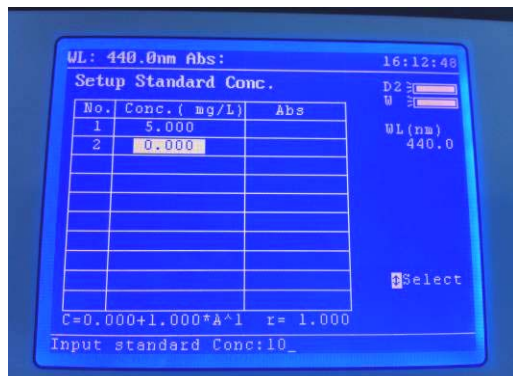 WL: 440.0nm Abs: 16:12:48
Setup Standard Conc.
D2
W
No. Conc.( mg/L) Abs
1 5.000
2 0.000
WL(nm)
440.0
↕Select
C=0.000+1.000*A^1 r= 1.000
Input standard Conc:10_